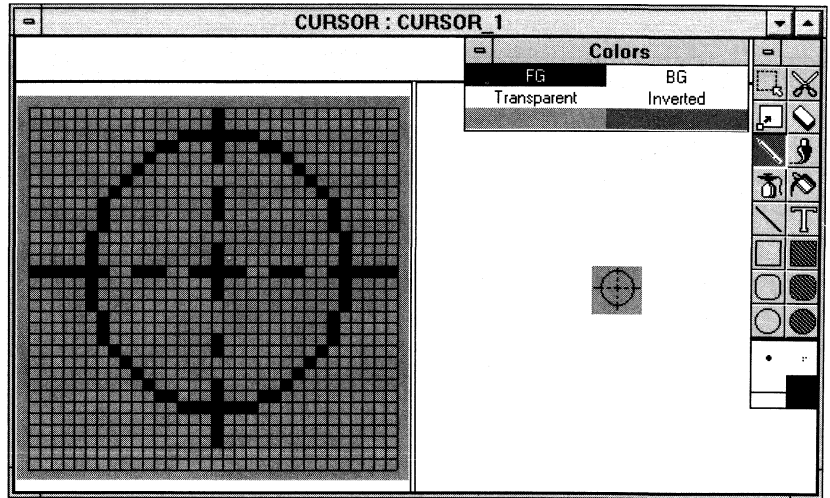 CURSOR : CURSOR_1
Colors
FG BG
Transparent Inverted
T